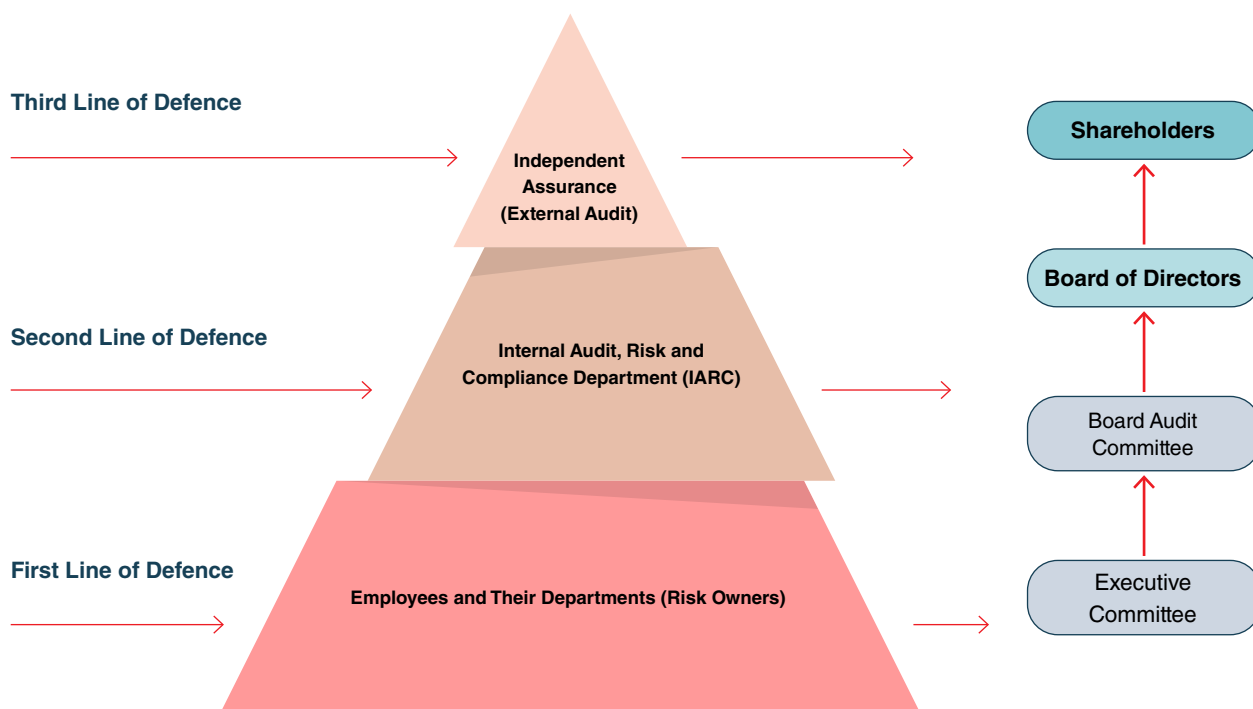 Third Line of Defence
Independent
Assurance
(External Audit)
Shareholders
Board of Directors
Second Line of Defence
Internal Audit, Risk and
Compliance Department (IARC)
Board Audit
Committee
First Line of Defence
Employees and Their Departments (Risk Owners)
Executive
Committee